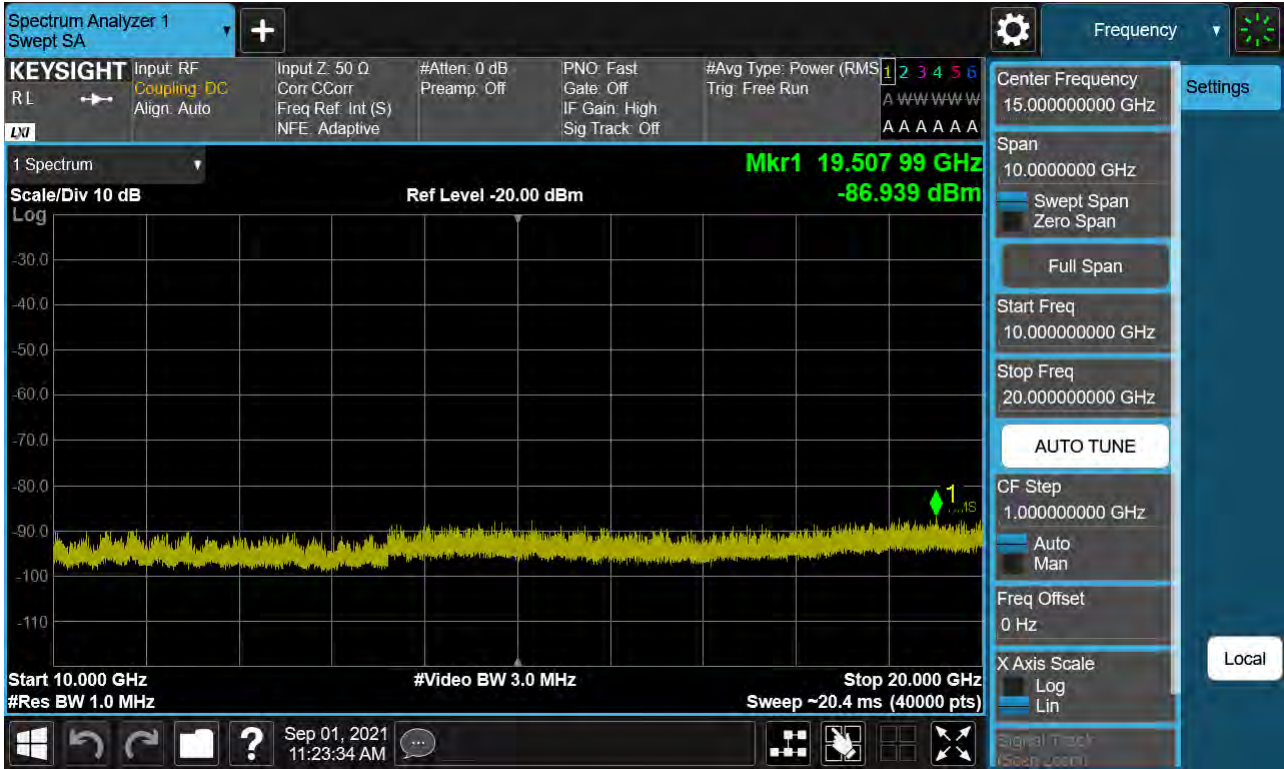 Spectrum Analyzer 1
Swept SA
+
Frequency
KEYSIGHT
R L
LXI
Input: RF
Coupling: DC
Align: Auto
Input Z: 50 Ω
Corr CCorr
Freq Ref: Int (S)
NFE: Adaptive
#Atten: 0 dB
Preamp: Off
PNO: Fast
Gate: Off
IF Gain: High
Sig Track: Off
#Avg Type: Power (RMS
Trig: Free Run
1 2 3 4 5 6
A W W W W W
A A A A A A
1 Spectrum
Scale/Div 10 dB
Log
Ref Level -20.00 dBm
Mkr1 19.507 99 GHz
-86.939 dBm
-30.0
-40.0
-50.0
-60.0
-70.0
-80.0
-90.0
-100
-110
1
Start 10.000 GHz
#Res BW 1.0 MHz
#Video BW 3.0 MHz
Stop 20.000 GHz
Sweep ~20.4 ms (40000 pts)
Center Frequency
15.000000000 GHz
Span
10.0000000 GHz
Swept Span
Zero Span
Full Span
Start Freq
10.000000000 GHz
Stop Freq
20.000000000 GHz
AUTO TUNE
CF Step
1.000000000 GHz
Auto
Man
Freq Offset
0 Hz
X Axis Scale
Log
Lin
Signal Track
(Span Zoom)
Settings
Local
?
Sep 01, 2021
11:23:34 AM